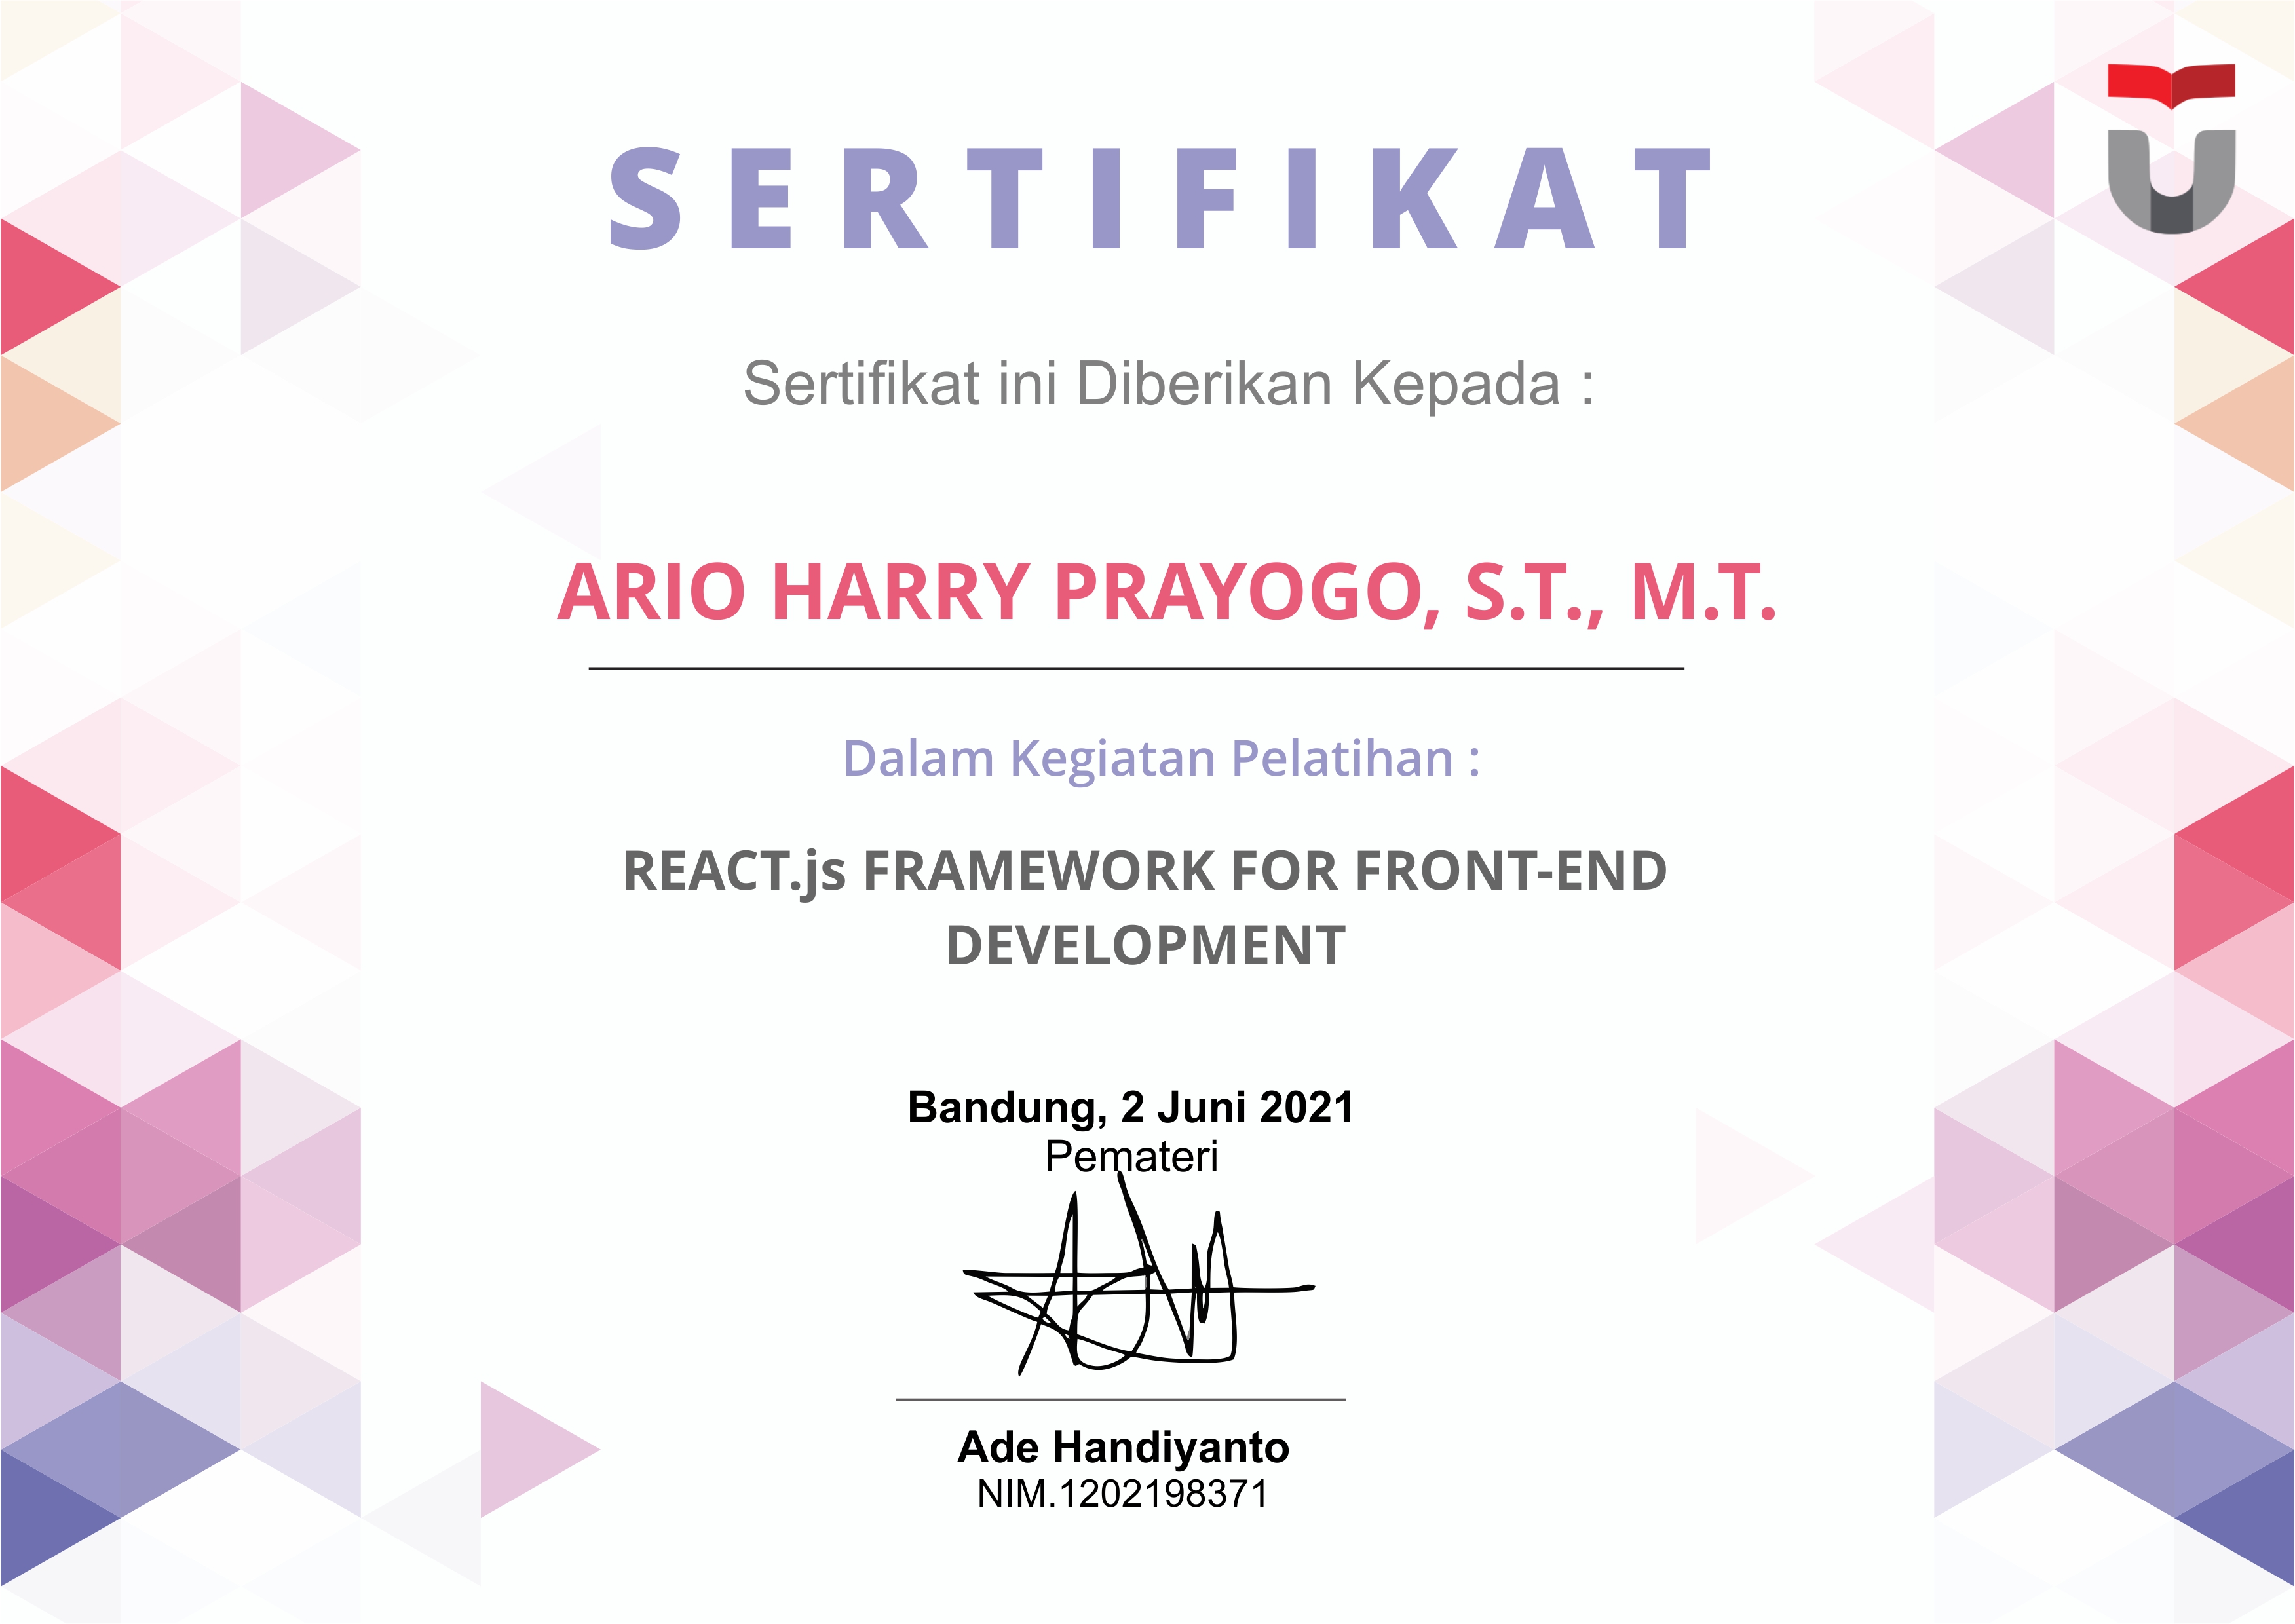 SERTIFIKAT
Sertifikat ini Diberikan Kepada :
ARIO HARRY PRAYOGO, S.T., M.T.
Dalam Kegiatan Pelatihan :
REACT.js FRAMEWORK FOR FRONT-END
DEVELOPMENT
Bandung, 2 Juni 2021
Pemateri
Ade Handiyanto
NIM.1202198371